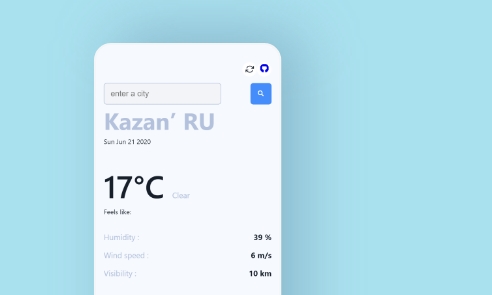 enter a city
Kazan’ RU
Sun Jun 21 2020
17°C Clear
Feels like:
Humidity : 39 %
Wind speed : 6 m/s
Visibility : 10 km